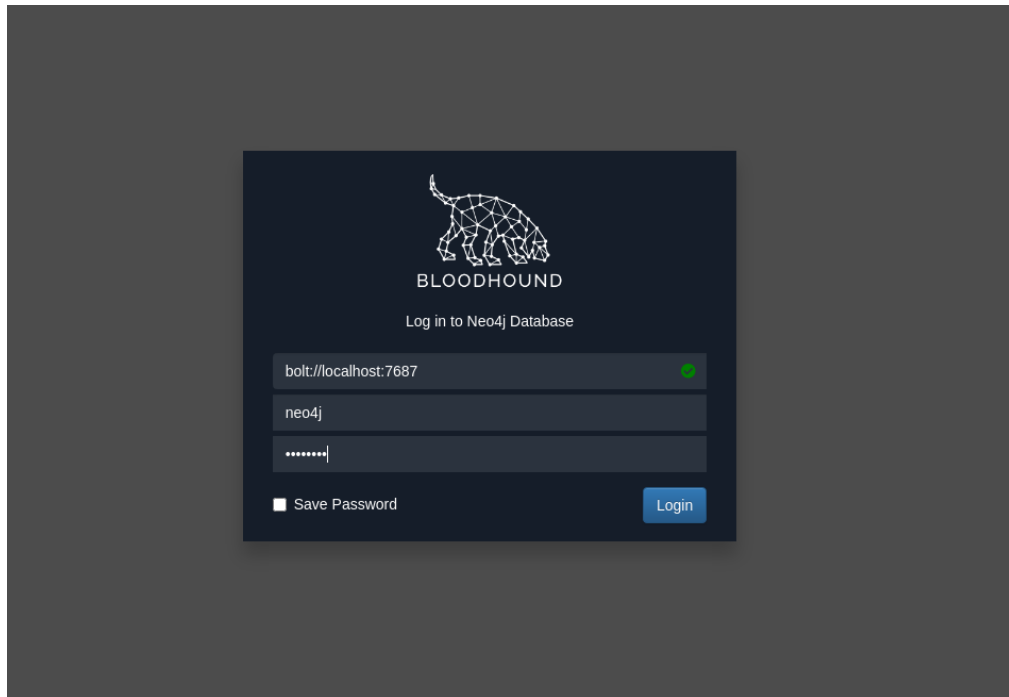 BLOODHOUND
Log in to Neo4j Database
bolt://localhost:7687
neo4j
••••••••
Save Password
Login